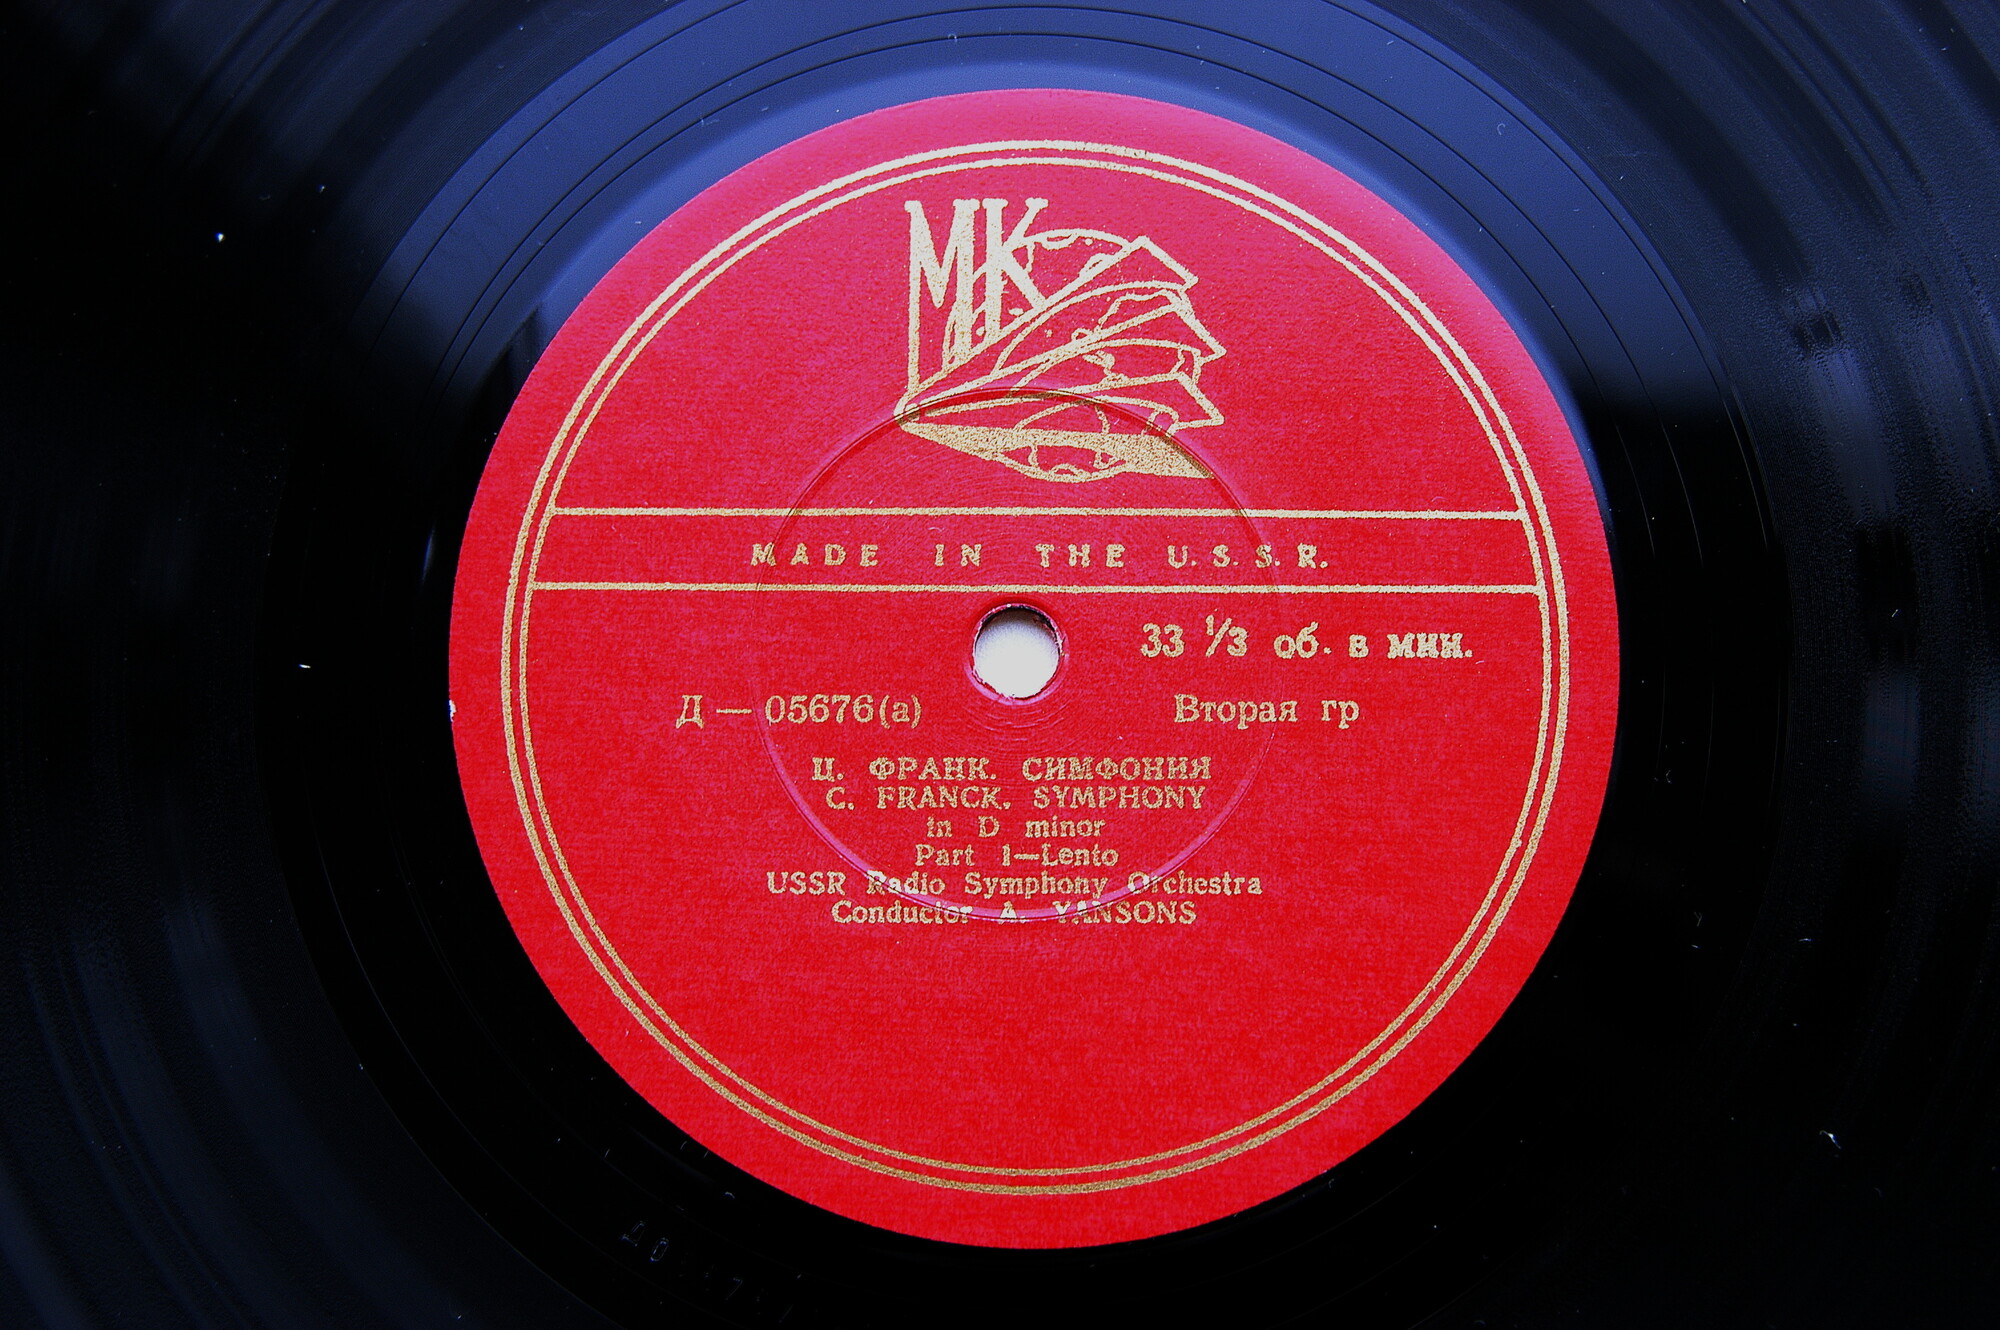 МК
MADE IN THE U.S.S.R.
33 1/3 об. в мин.
Д — 05676(а) Вторая гр
Ц. ФРАНК. СИМФОНИЯ
C. FRANCK. SYMPHONY
in D minor
Part 1—Lento
USSR Radio Symphony Orchestra
Conductor A. YANSONS